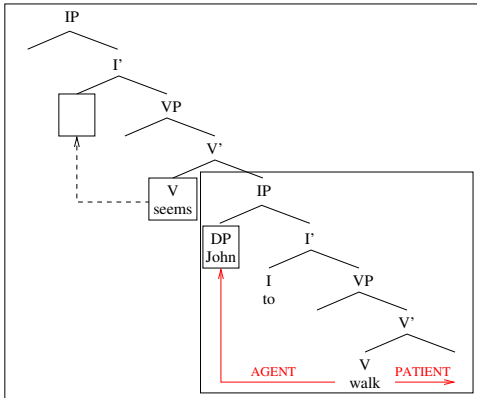 IP
I'
VP
V'
V
seems
IP
DP
John
I'
I
to
VP
V'
V
AGENT PATIENT
walk